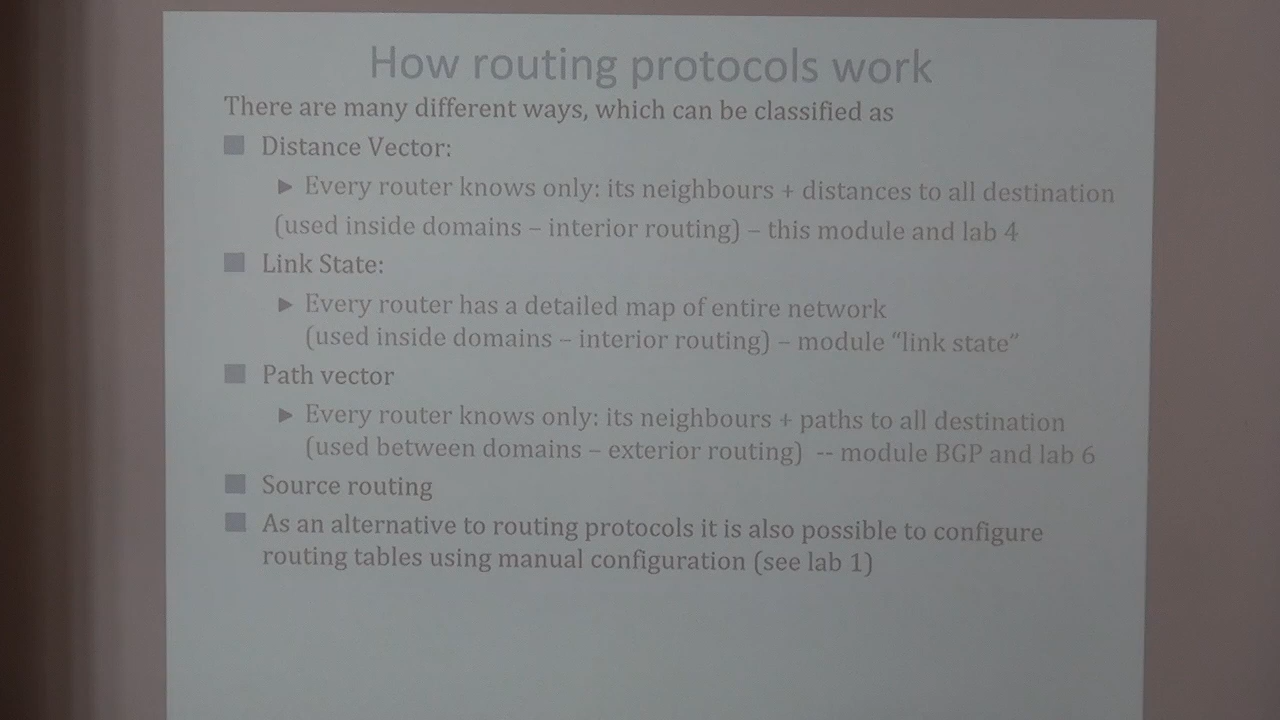 How routing protocols work
There are many different ways, which can be classified as
Distance Vector:
Every router knows only: its neighbours + distances to all destination
(used inside domains – interior routing) – this module and lab 4
Link State:
Every router has a detailed map of entire network
(used inside domains – interior routing) – module “link state”
Path vector
Every router knows only: its neighbours + paths to all destination
(used between domains – exterior routing) -- module BGP and lab 6
Source routing
As an alternative to routing protocols it is also possible to configure
routing tables using manual configuration (see lab 1)